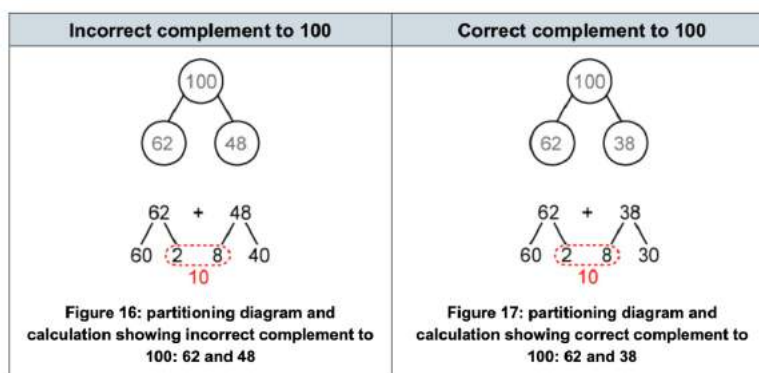 Incorrect complement to 100
100
62 48
62 + 48
60 2 8 40
10
Figure 16: partitioning diagram and
calculation showing incorrect complement to
100: 62 and 48
Correct complement to 100
100
62 38
62 + 38
60 2 8 30
10
Figure 17: partitioning diagram and
calculation showing correct complement to
100: 62 and 38